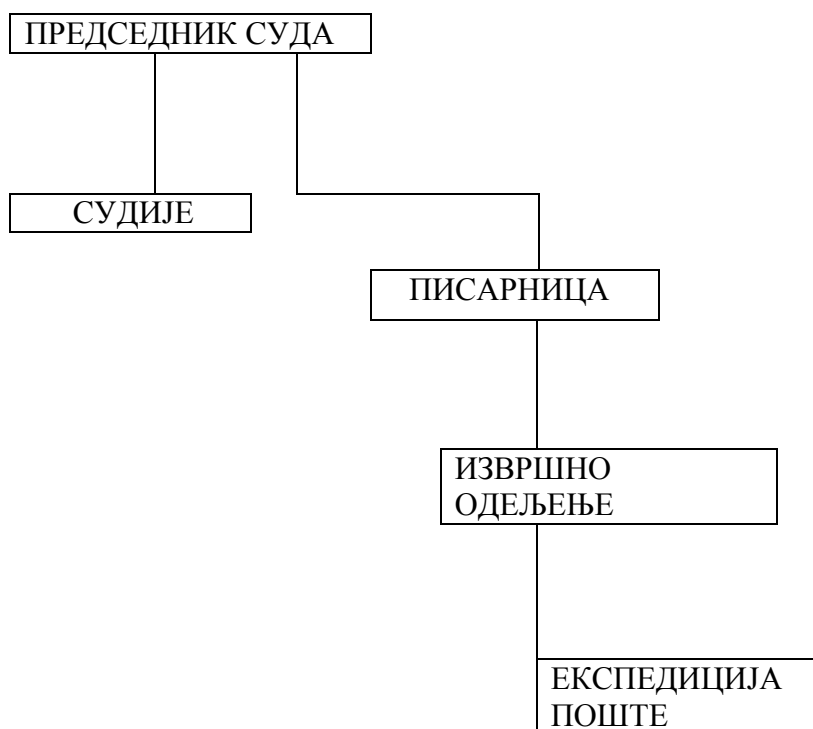 ПРЕДСЕДНИК СУДА
СУДИЈЕ
ПИСАРНИЦА
ИЗВРШНО
ОДЕЉЕЊЕ
ЕКСПЕДИЦИЈА
ПОШТЕ